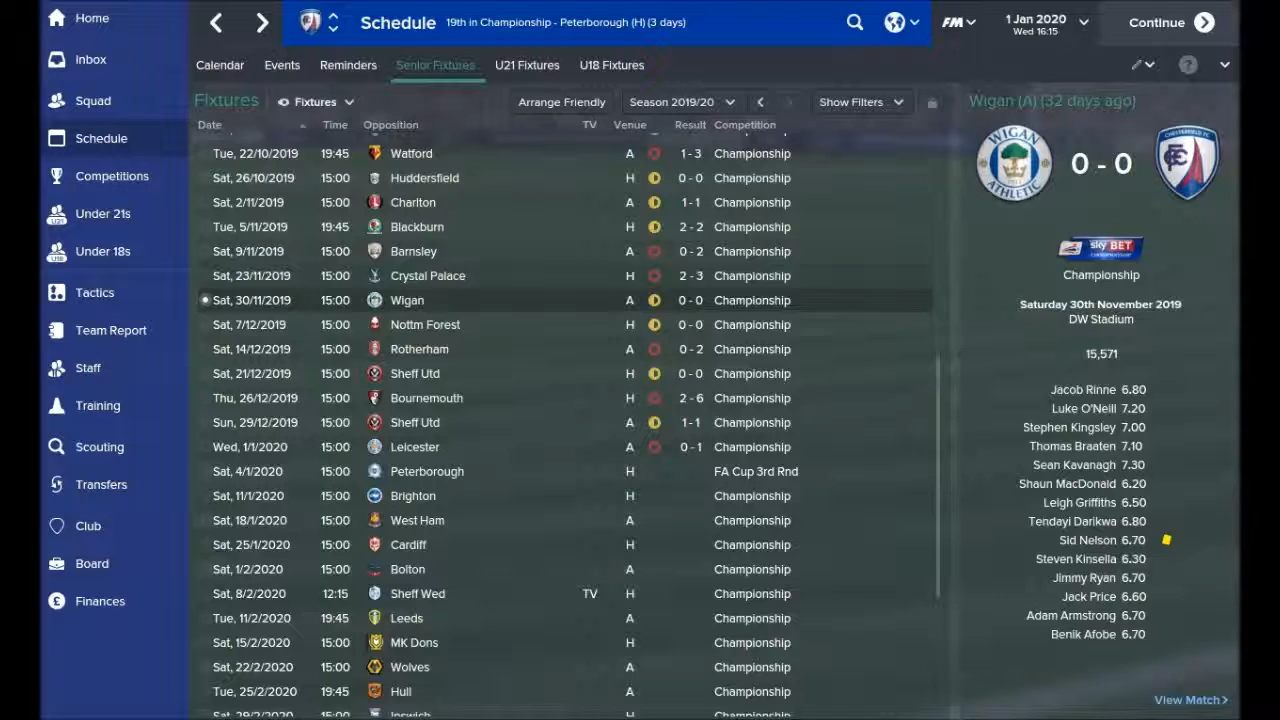 Home
Inbox
Squad
Schedule
Competitions
Under 21s
Under 18s
Tactics
Team Report
Staff
Training
Scouting
Transfers
Club
Board
Finances
Schedule 19th in Championship - Peterborough (H) (3 days)
FM
1 Jan 2020
Wed 16:15
Continue
Calendar Events Reminders Senior Fixtures U21 Fixtures U18 Fixtures
Fixtures Fixtures Arrange Friendly Season 2019/20 Show Filters
Date Time Opposition TV Venue Result Competition
Tue, 22/10/2019 19:45 Watford A 1 - 3 Championship
Sat, 26/10/2019 15:00 Huddersfield H 0 - 0 Championship
Sat, 2/11/2019 15:00 Charlton A 1 - 1 Championship
Tue, 5/11/2019 19:45 Blackburn H 2 - 2 Championship
Sat, 9/11/2019 15:00 Barnsley A 0 - 2 Championship
Sat, 23/11/2019 15:00 Crystal Palace H 2 - 3 Championship
Sat, 30/11/2019 15:00 Wigan A 0 - 0 Championship
Sat, 7/12/2019 15:00 Nottm Forest H 0 - 0 Championship
Sat, 14/12/2019 15:00 Rotherham A 0 - 2 Championship
Sat, 21/12/2019 15:00 Sheff Utd H 0 - 0 Championship
Thu, 26/12/2019 15:00 Bournemouth H 2 - 6 Championship
Sun, 29/12/2019 15:00 Sheff Utd A 1 - 1 Championship
Wed, 1/1/2020 15:00 Leicester A 0 - 1 Championship
Sat, 4/1/2020 15:00 Peterborough H FA Cup 3rd Rnd
Sat, 11/1/2020 15:00 Brighton H Championship
Sat, 18/1/2020 15:00 West Ham A Championship
Sat, 25/1/2020 15:00 Cardiff H Championship
Sat, 1/2/2020 15:00 Bolton A Championship
Sat, 8/2/2020 12:15 Sheff Wed TV H Championship
Tue, 11/2/2020 19:45 Leeds A Championship
Sat, 15/2/2020 15:00 MK Dons H Championship
Sat, 22/2/2020 15:00 Wolves A Championship
Tue, 25/2/2020 19:45 Hull A Championship
Sat, 29/2/2020 15:00 Ipswich H Championship
Wigan (A) (32 days ago)
WIGAN
ATHLETIC
0 - 0
CHESTERFIELD FC
sky BET
Championship
Saturday 30th November 2019
DW Stadium
15,571
Jacob Rinne 6.80
Luke O'Neill 7.20
Stephen Kingsley 7.00
Thomas Braaten 7.10
Sean Kavanagh 7.30
Shaun MacDonald 6.20
Leigh Griffiths 6.50
Tendayi Darikwa 6.80
Sid Nelson 6.70
Steven Kinsella 6.30
Jimmy Ryan 6.70
Jack Price 6.60
Adam Armstrong 6.70
Benik Afobe 6.70
View Match